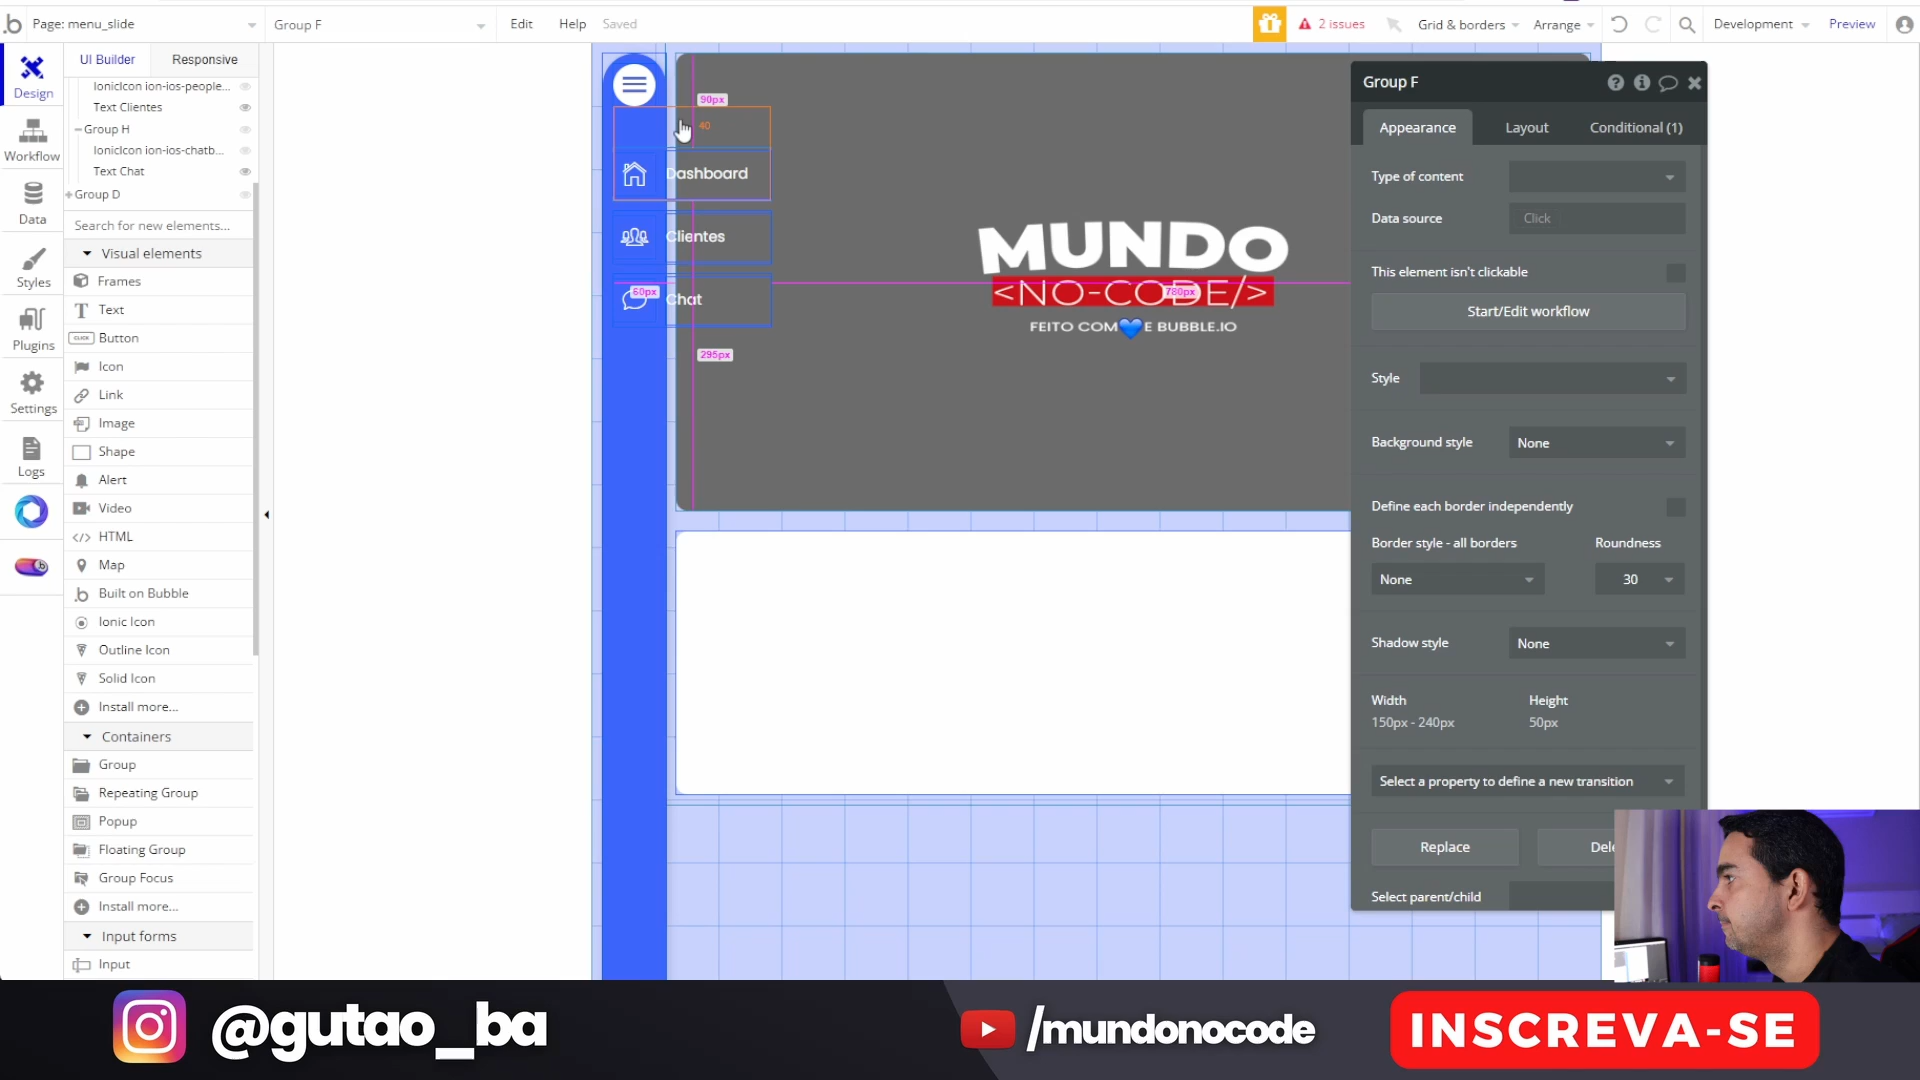 Page: menu_slide
Group F
Edit
Help
Saved
2 issues
Grid & borders
Arrange
Development
Preview
UI Builder
Responsive
Design
Workflow
Data
Styles
Plugins
Settings
Logs
IonicIcon ion-ios-people...
Text Clientes
Group H
IonicIcon ion-ios-chatb...
Text Chat
Group D
Search for new elements...
Visual elements
Frames
Text
Button
Icon
Link
Image
Shape
Alert
Video
HTML
Map
Built on Bubble
Ionic Icon
Outline Icon
Solid Icon
Install more...
Containers
Group
Repeating Group
Popup
Floating Group
Group Focus
Install more...
Input forms
Input
90px
40
Dashboard
Clientes
60px
Chat
295px
MUNDO
<NO-CODE/>
780px
FEITO COM 💙 E BUBBLE.IO
Group F
Appearance
Layout
Conditional (1)
Type of content
Data source
Click
This element isn't clickable
Start/Edit workflow
Style
Background style
None
Define each border independently
Border style - all borders
Roundness
None
30
Shadow style
None
Width
Height
150px - 240px
50px
Select a property to define a new transition
Replace
Dele
Select parent/child
@gutao_ba
/mundonocode
INSCREVA-SE